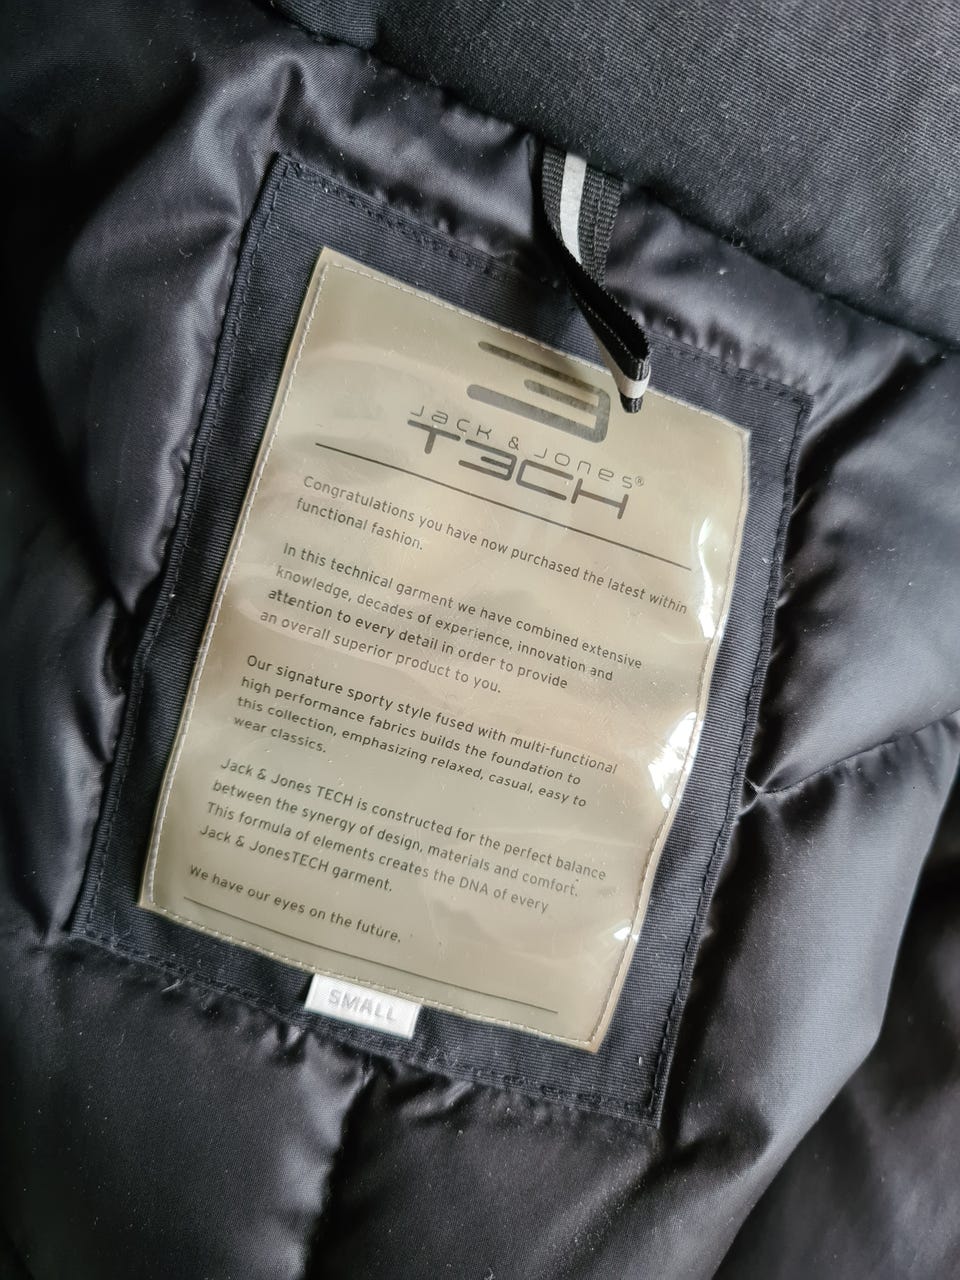 Jack & Jones®
T3CH
Congratulations you have now purchased the latest within
functional fashion.
In this technical garment we have combined extensive
knowledge, decades of experience, innovation and
attention to every detail in order to provide
an overall superior product to you.
Our signature sporty style fused with multi-functional
high performance fabrics builds the foundation to
this collection, emphasizing relaxed, casual, easy to
wear classics.
Jack & Jones TECH is constructed for the perfect balance
between the synergy of design, materials and comfort.
This formula of elements creates the DNA of every
Jack & JonesTECH garment.
We have our eyes on the future.
SMALL